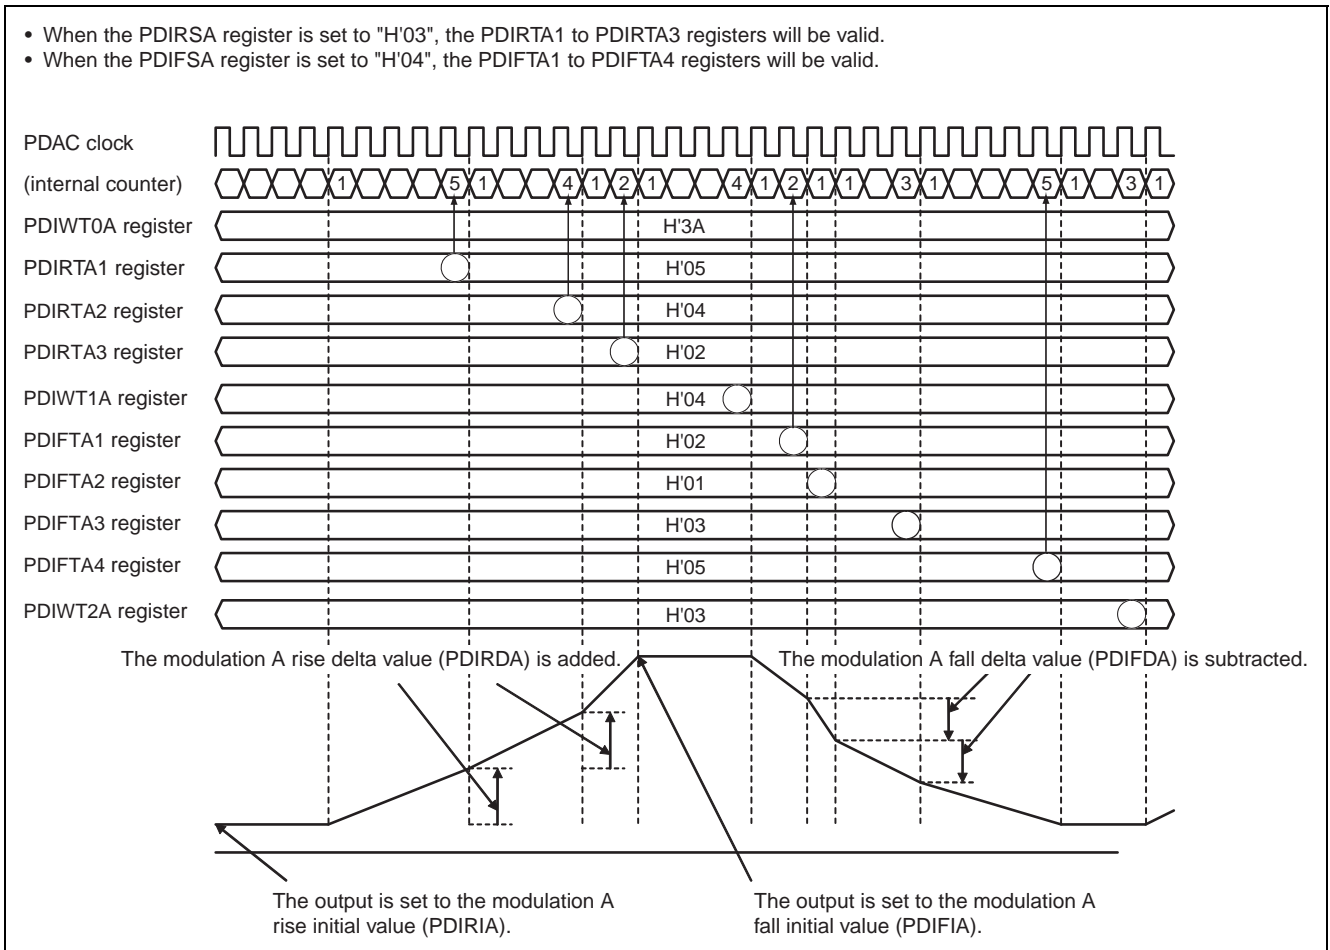 • When the PDIRSA register is set to "H'03", the PDIRTA1 to PDIRTA3 registers will be valid.
• When the PDIFSA register is set to "H'04", the PDIFTA1 to PDIFTA4 registers will be valid.
PDAC clock
(internal counter) 1 5 1 4 1 2 1 4 1 2 1 1 3 1 5 1 3 1
PDIWT0A register H'3A
PDIRTA1 register H'05
PDIRTA2 register H'04
PDIRTA3 register H'02
PDIWT1A register H'04
PDIFTA1 register H'02
PDIFTA2 register H'01
PDIFTA3 register H'03
PDIFTA4 register H'05
PDIWT2A register H'03
The modulation A rise delta value (PDIRDA) is added.
The modulation A fall delta value (PDIFDA) is subtracted.
The output is set to the modulation A
rise initial value (PDIRIA).
The output is set to the modulation A
fall initial value (PDIFIA).